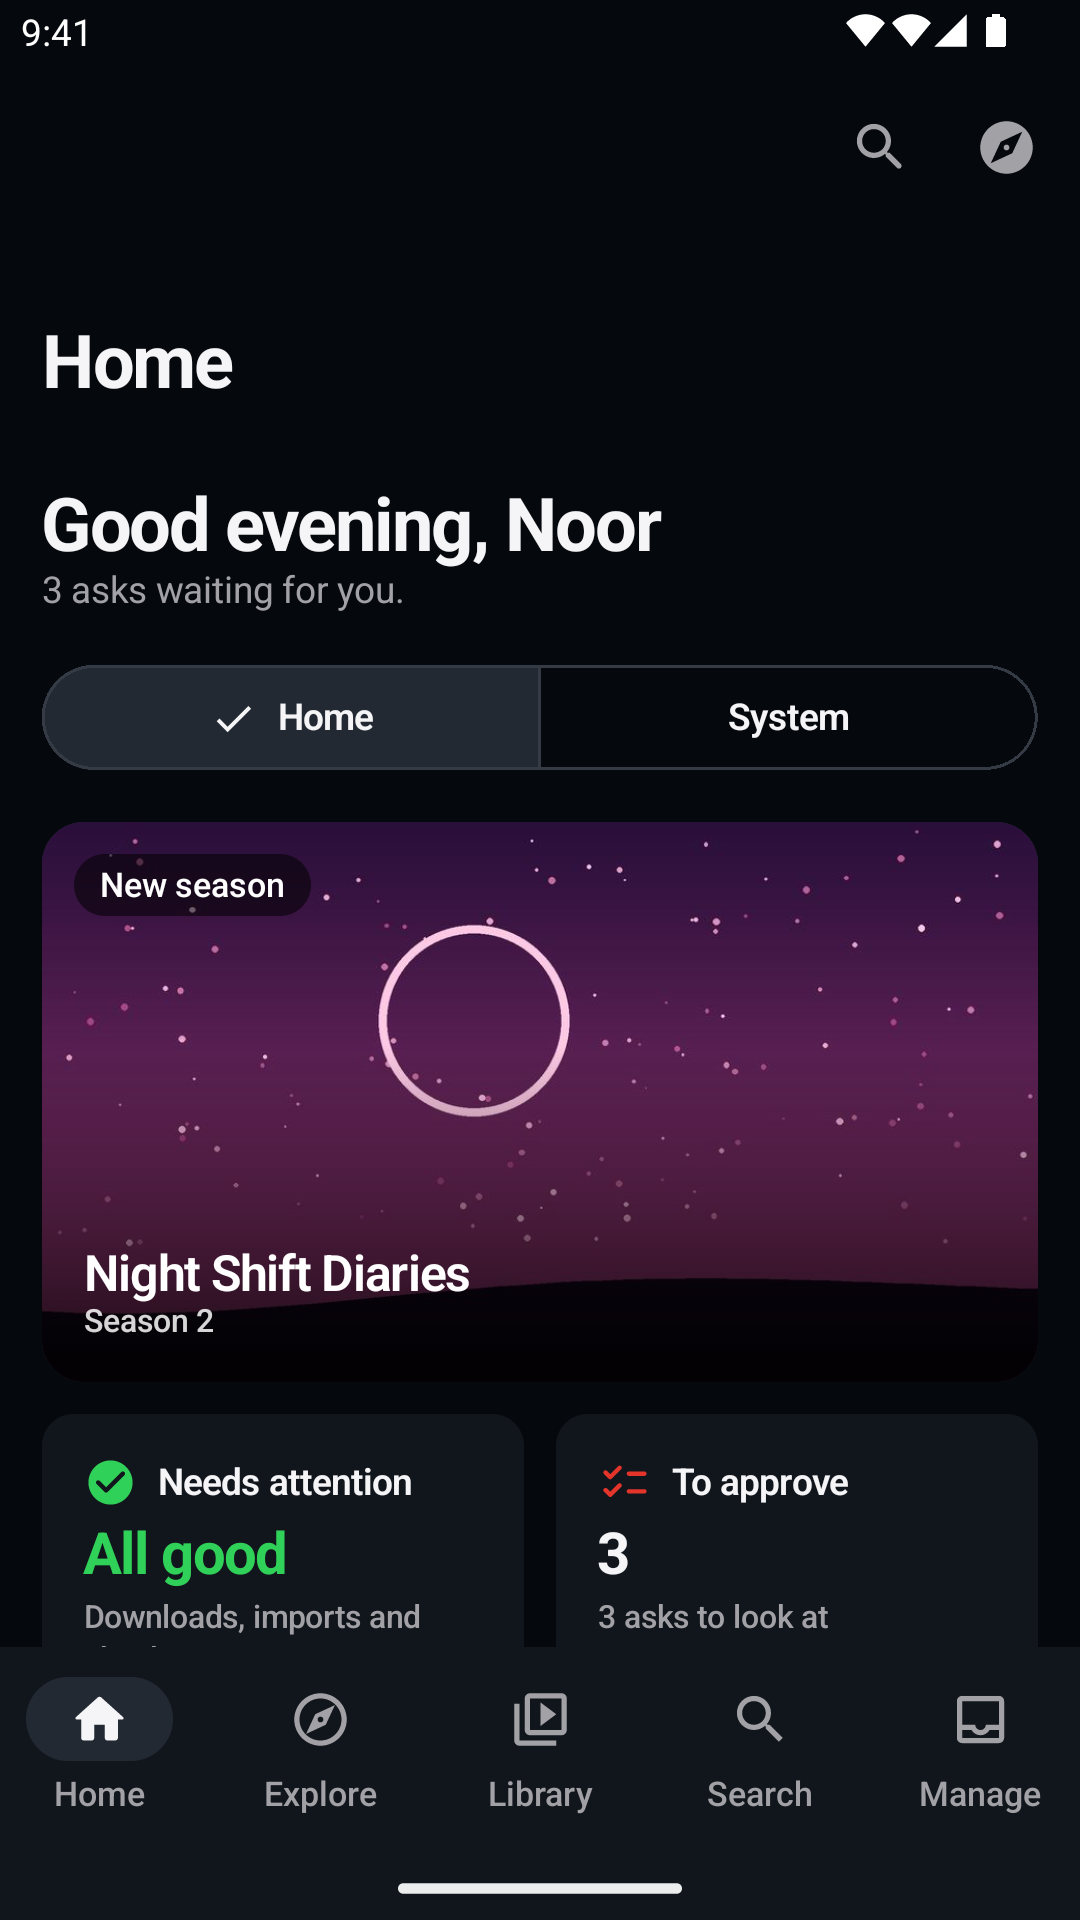 9:41
Home
Good evening, Noor
3 asks waiting for you.
Home
System
New season
Night Shift Diaries
Season 2
Needs attention
All good
Downloads, imports and
To approve
3
3 asks to look at
Home
Explore
Library
Search
Manage